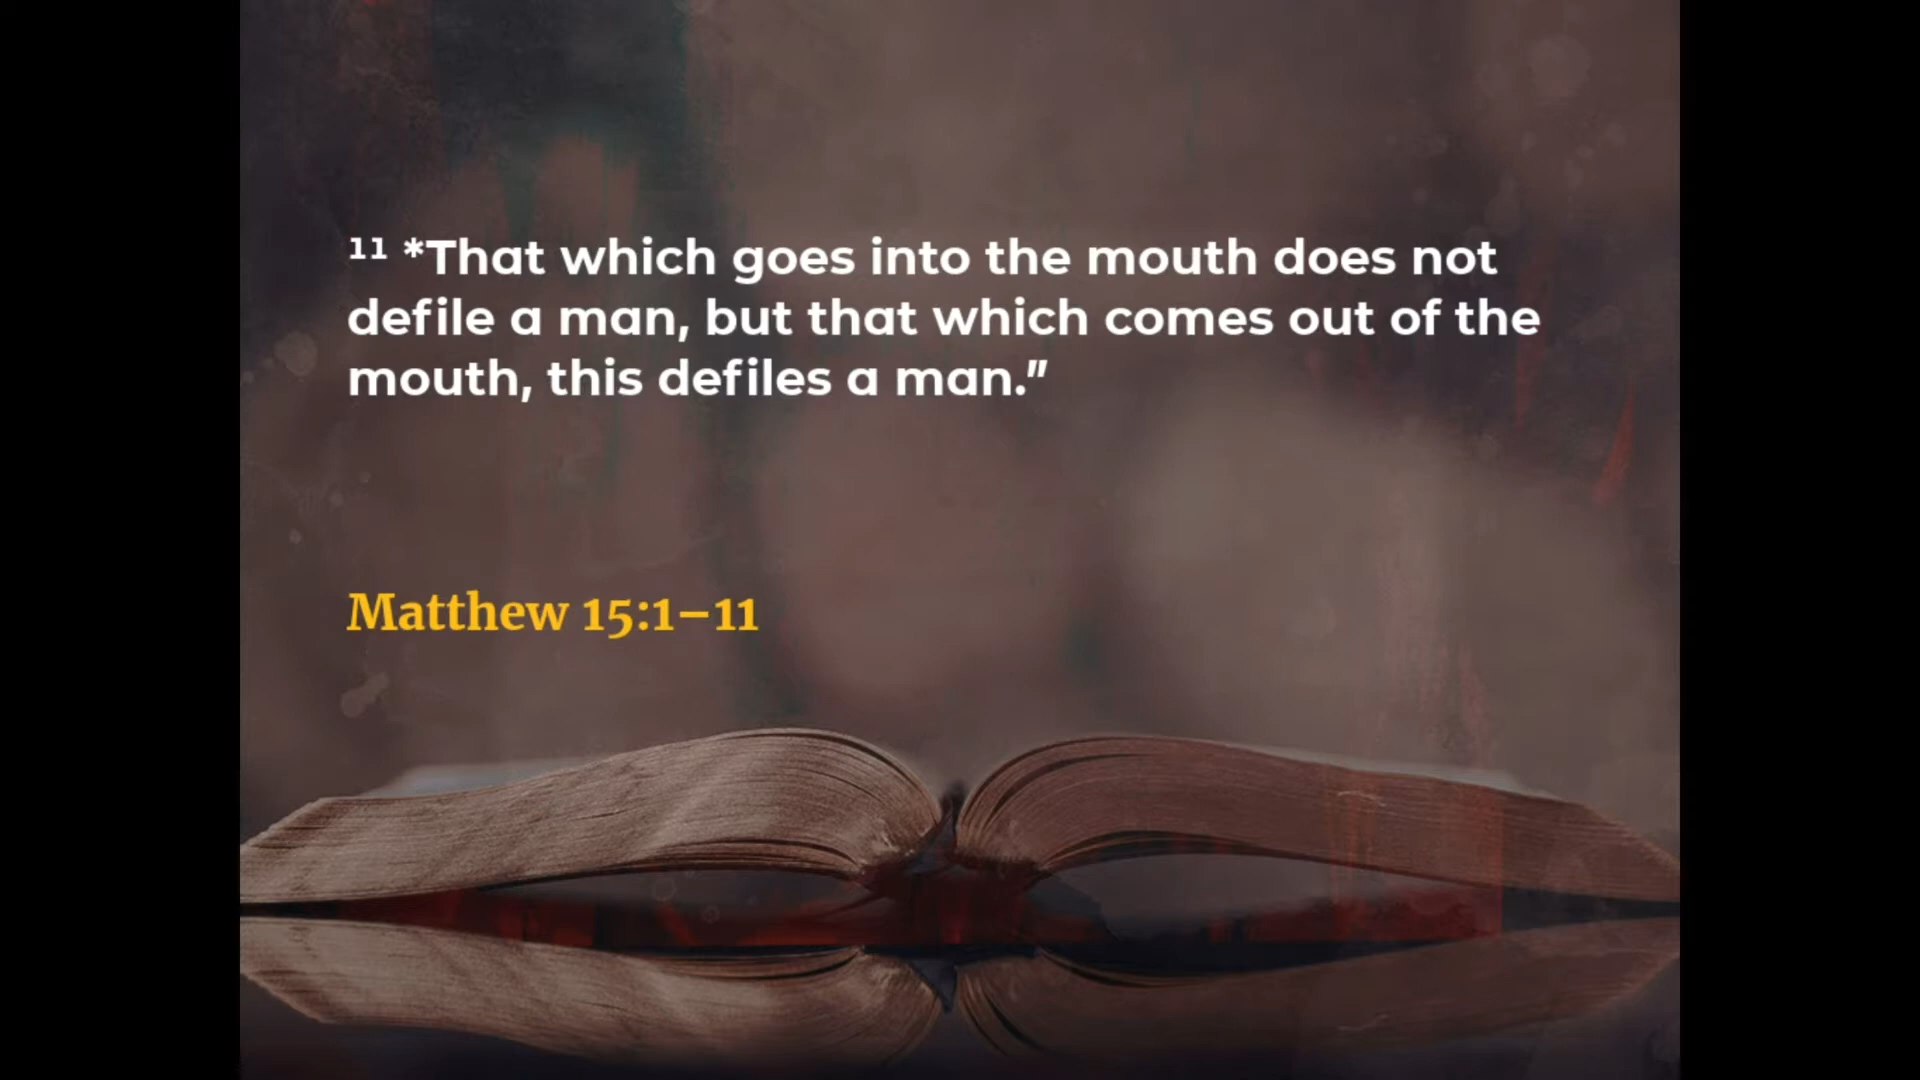 ¹¹ *That which goes into the mouth does not
defile a man, but that which comes out of the
mouth, this defiles a man.”
Matthew 15:1–11